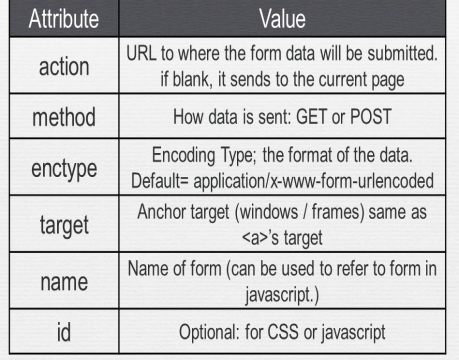 Attribute Value
action URL to where the form data will be submitted.
if blank, it sends to the current page
method How data is sent: GET or POST
enctype Encoding Type; the format of the data.
Default= application/x-www-form-urlencoded
target Anchor target (windows / frames) same as
<a>'s target
name Name of form (can be used to refer to form in
javascript.)
id Optional: for CSS or javascript